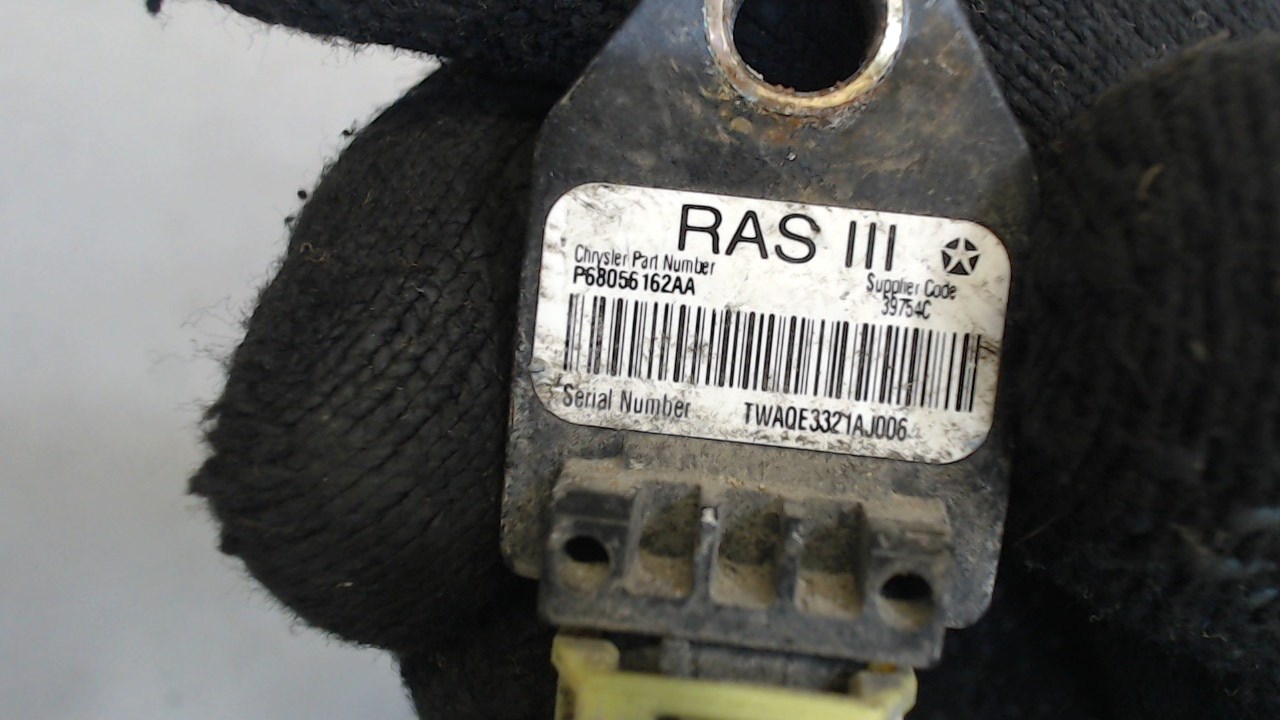 RAS III
Chrysler Part Number
P68056162AA
Supplier Code
39754C
Serial Number TWAQE3321AJ006